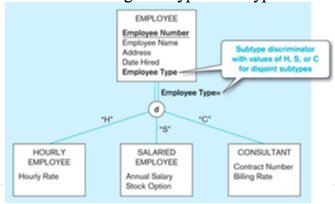 EMPLOYEE
Employee Number
Employee Name
Address
Date Hired
Employee Type
Subtype discriminator
with values of H, S, or C
for disjoint subtypes
Employee Type=
d
"H"
"S"
"C"
HOURLY
EMPLOYEE
Hourly Rate
SALARIED
EMPLOYEE
Annual Salary
Stock Option
CONSULTANT
Contract Number
Billing Rate